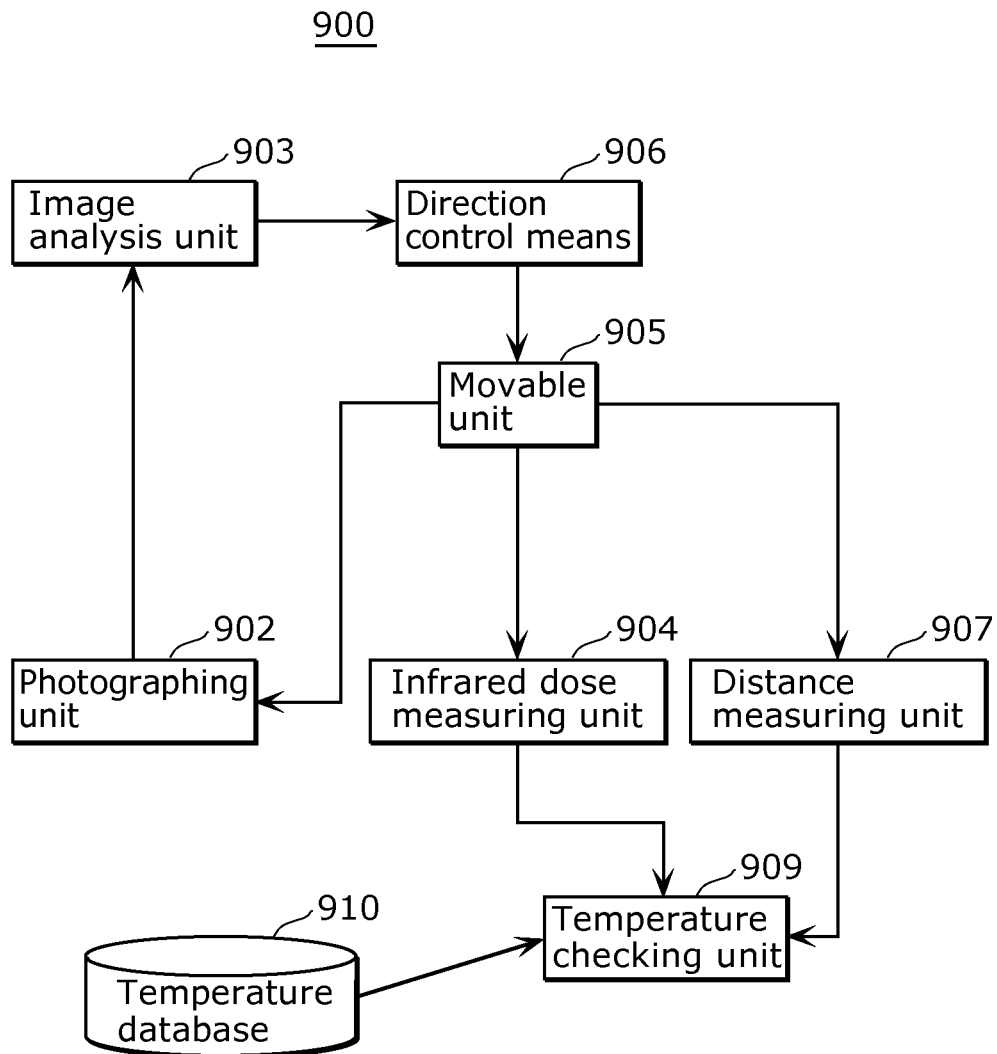 900
903
Image
analysis unit
906
Direction
control means
905
Movable
unit
902
Photographing
unit
904
Infrared dose
measuring unit
907
Distance
measuring unit
909
Temperature
checking unit
910
Temperature
database